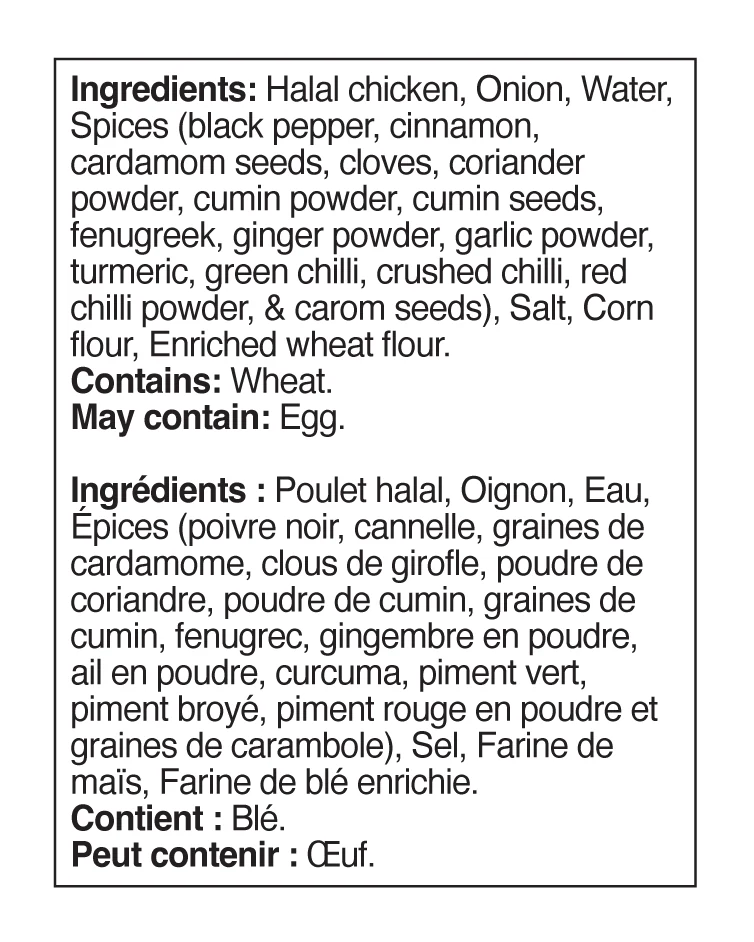 Ingredients: Halal chicken, Onion, Water,
Spices (black pepper, cinnamon,
cardamom seeds, cloves, coriander
powder, cumin powder, cumin seeds,
fenugreek, ginger powder, garlic powder,
turmeric, green chilli, crushed chilli, red
chilli powder, & carom seeds), Salt, Corn
flour, Enriched wheat flour.
Contains: Wheat.
May contain: Egg.
Ingrédients : Poulet halal, Oignon, Eau,
Épices (poivre noir, cannelle, graines de
cardamome, clous de girofle, poudre de
coriandre, poudre de cumin, graines de
cumin, fenugrec, gingembre en poudre,
ail en poudre, curcuma, piment vert,
piment broyé, piment rouge en poudre et
graines de carambole), Sel, Farine de
maïs, Farine de blé enrichie.
Contient : Blé.
Peut contenir : Œuf.